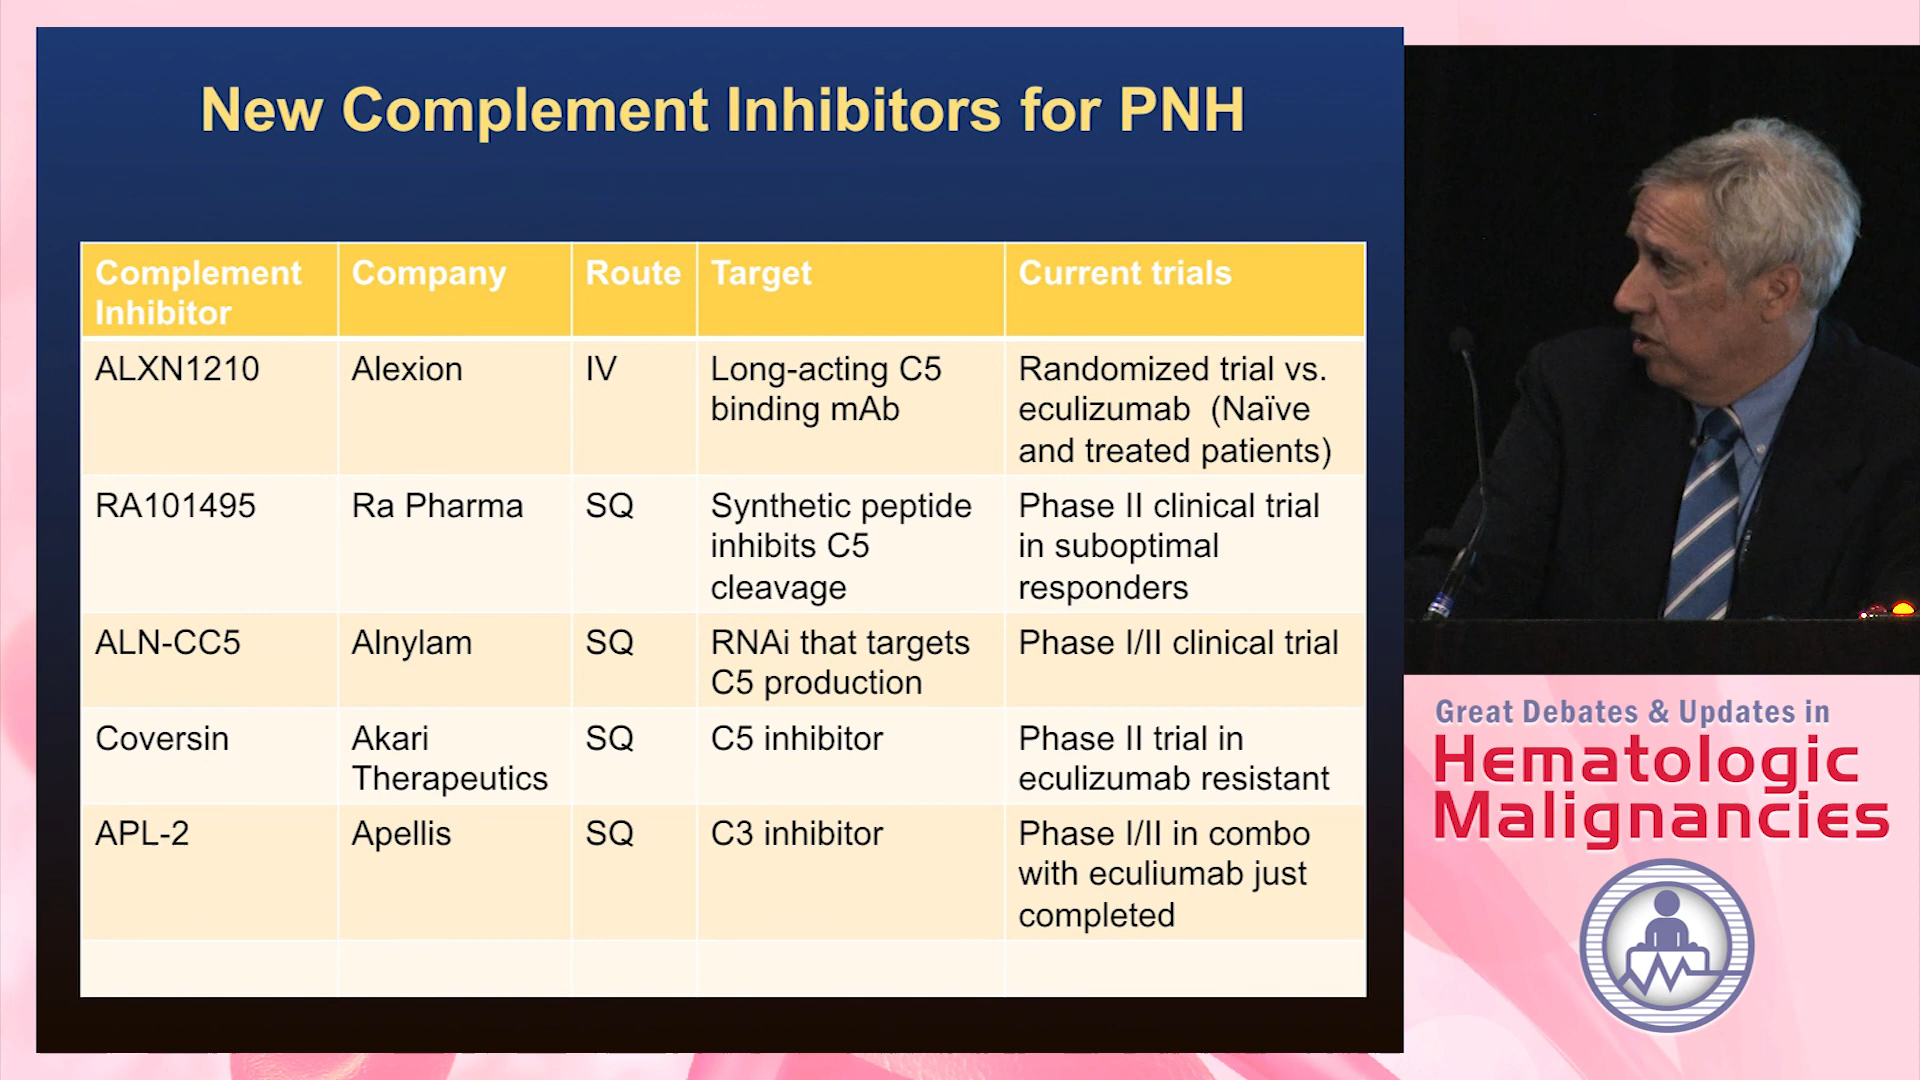 New Complement Inhibitors for PNH
Complement
Inhibitor
Company
Route
Target
Current trials
ALXN1210
Alexion
IV
Long-acting C5
binding mAb
Randomized trial vs.
eculizumab (Naïve
and treated patients)
RA101495
Ra Pharma
SQ
Synthetic peptide
inhibits C5
cleavage
Phase II clinical trial
in suboptimal
responders
ALN-CC5
Alnylam
SQ
RNAi that targets
C5 production
Phase I/II clinical trial
Coversin
Akari
Therapeutics
SQ
C5 inhibitor
Phase II trial in
eculizumab resistant
APL-2
Apellis
SQ
C3 inhibitor
Phase I/II in combo
with eculiumab just
completed
Great Debates & Updates in
Hematologic
Malignancies